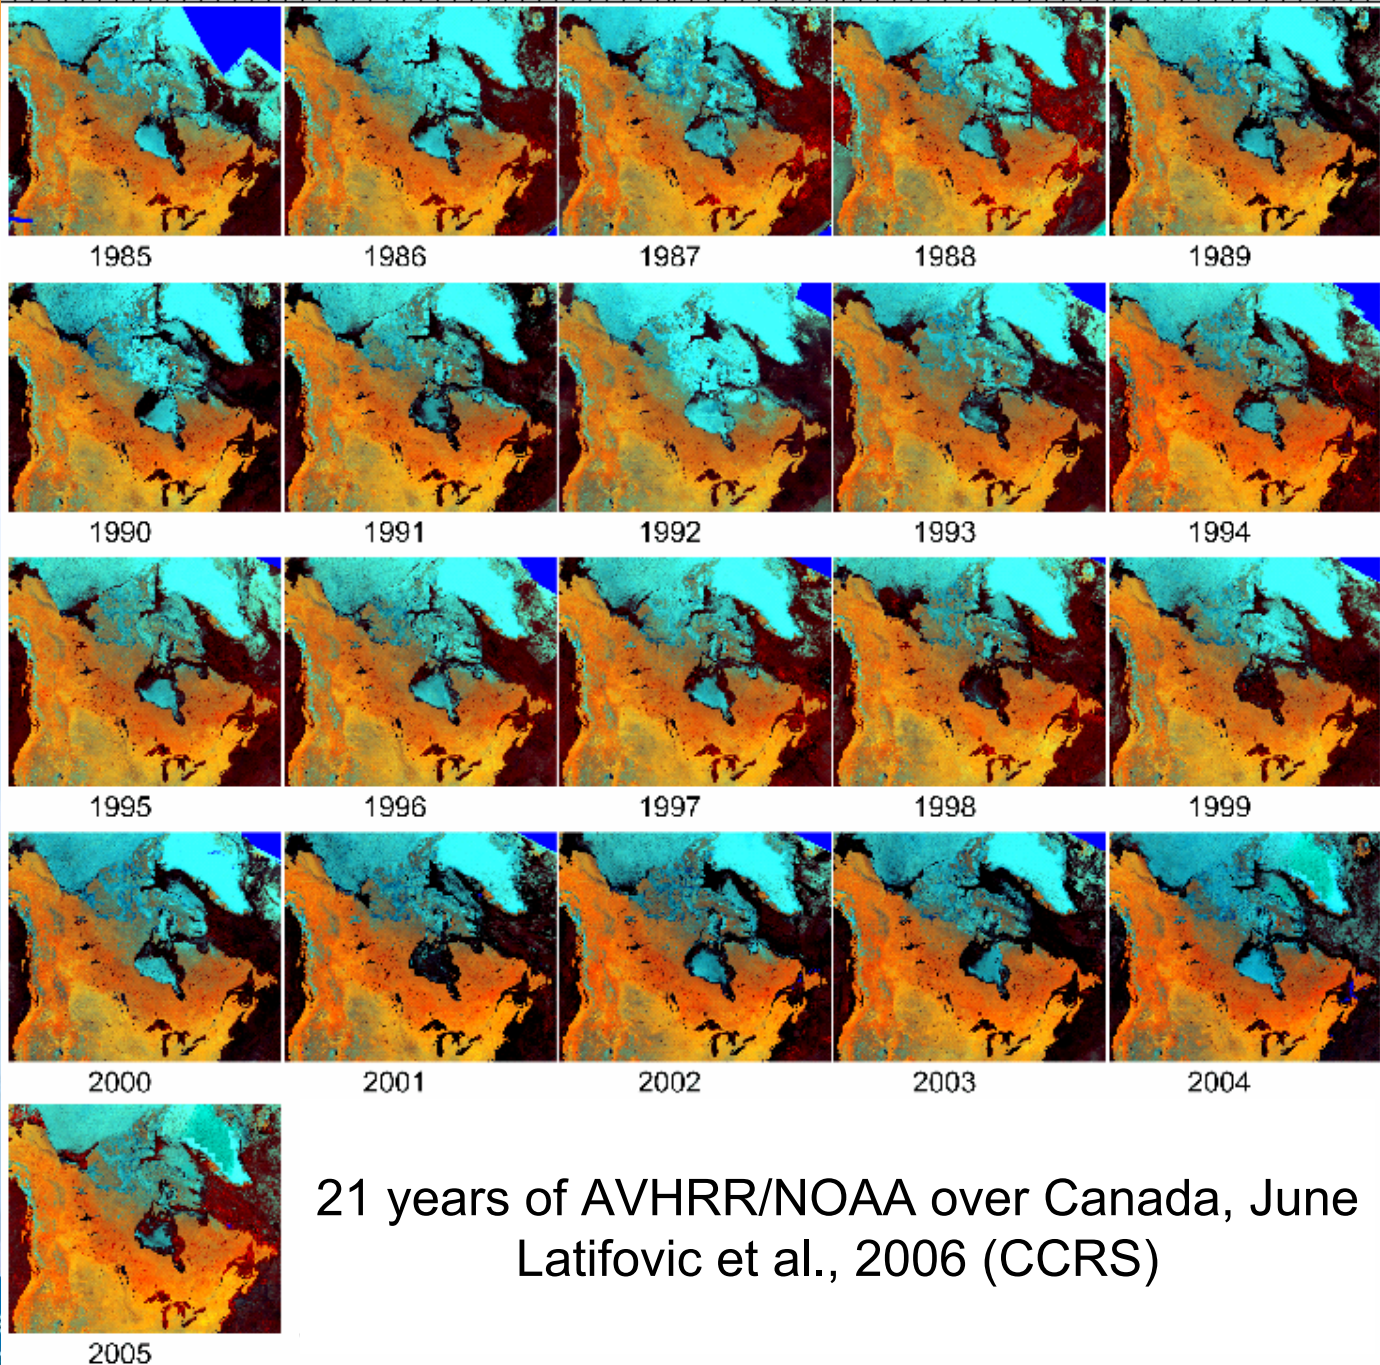 1985 1986 1987 1988 1989
1990 1991 1992 1993 1994
1995 1996 1997 1998 1999
2000 2001 2002 2003 2004
2005
21 years of AVHRR/NOAA over Canada, June
Latifovic et al., 2006 (CCRS)